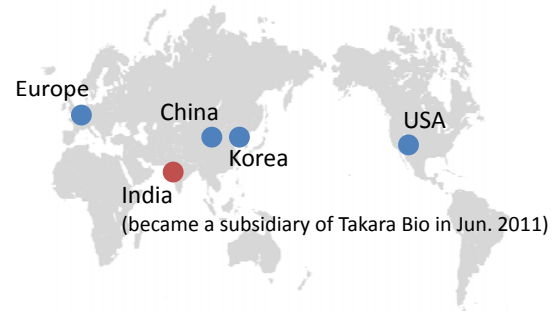 Europe
China
USA
Korea
India
(became a subsidiary of Takara Bio in Jun. 2011)